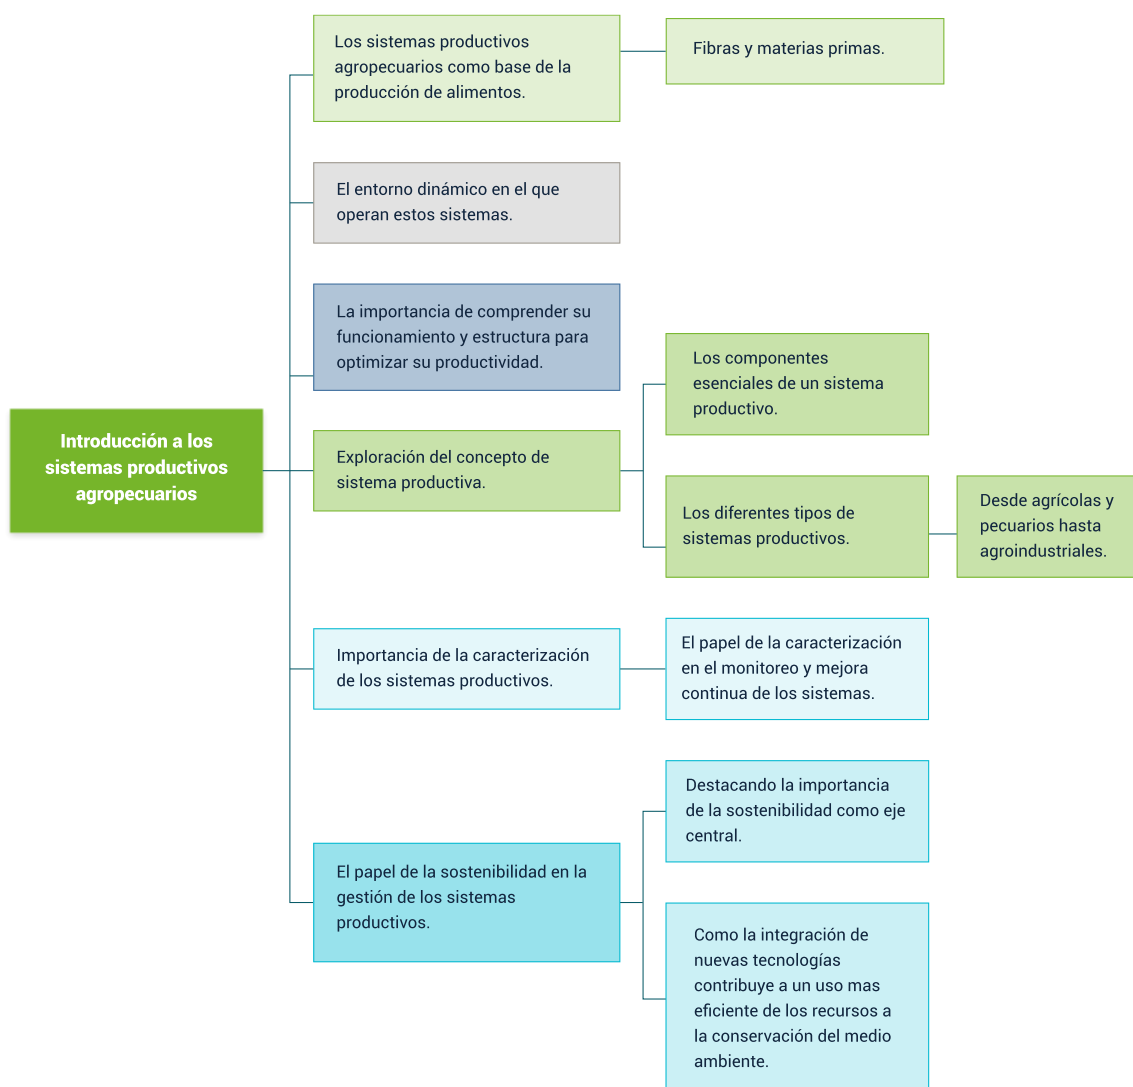 Introducción a los
sistemas productivos
agropecuarios
Los sistemas productivos
agropecuarios como base de la
producción de alimentos.
Fibras y materias primas.
El entorno dinámico en el que
operan estos sistemas.
La importancia de comprender su
funcionamiento y estructura para
optimizar su productividad.
Exploración del concepto de
sistema productiva.
Los componentes
esenciales de un sistema
productivo.
Los diferentes tipos de
sistemas productivos.
Desde agrícolas y
pecuarios hasta
agroindustriales.
Importancia de la caracterización
de los sistemas productivos.
El papel de la caracterización
en el monitoreo y mejora
continua de los sistemas.
El papel de la sostenibilidad en la
gestión de los sistemas
productivos.
Destacando la importancia
de la sostenibilidad como eje
central.
Como la integración de
nuevas tecnologías
contribuye a un uso mas
eficiente de los recursos a
la conservación del medio
ambiente.